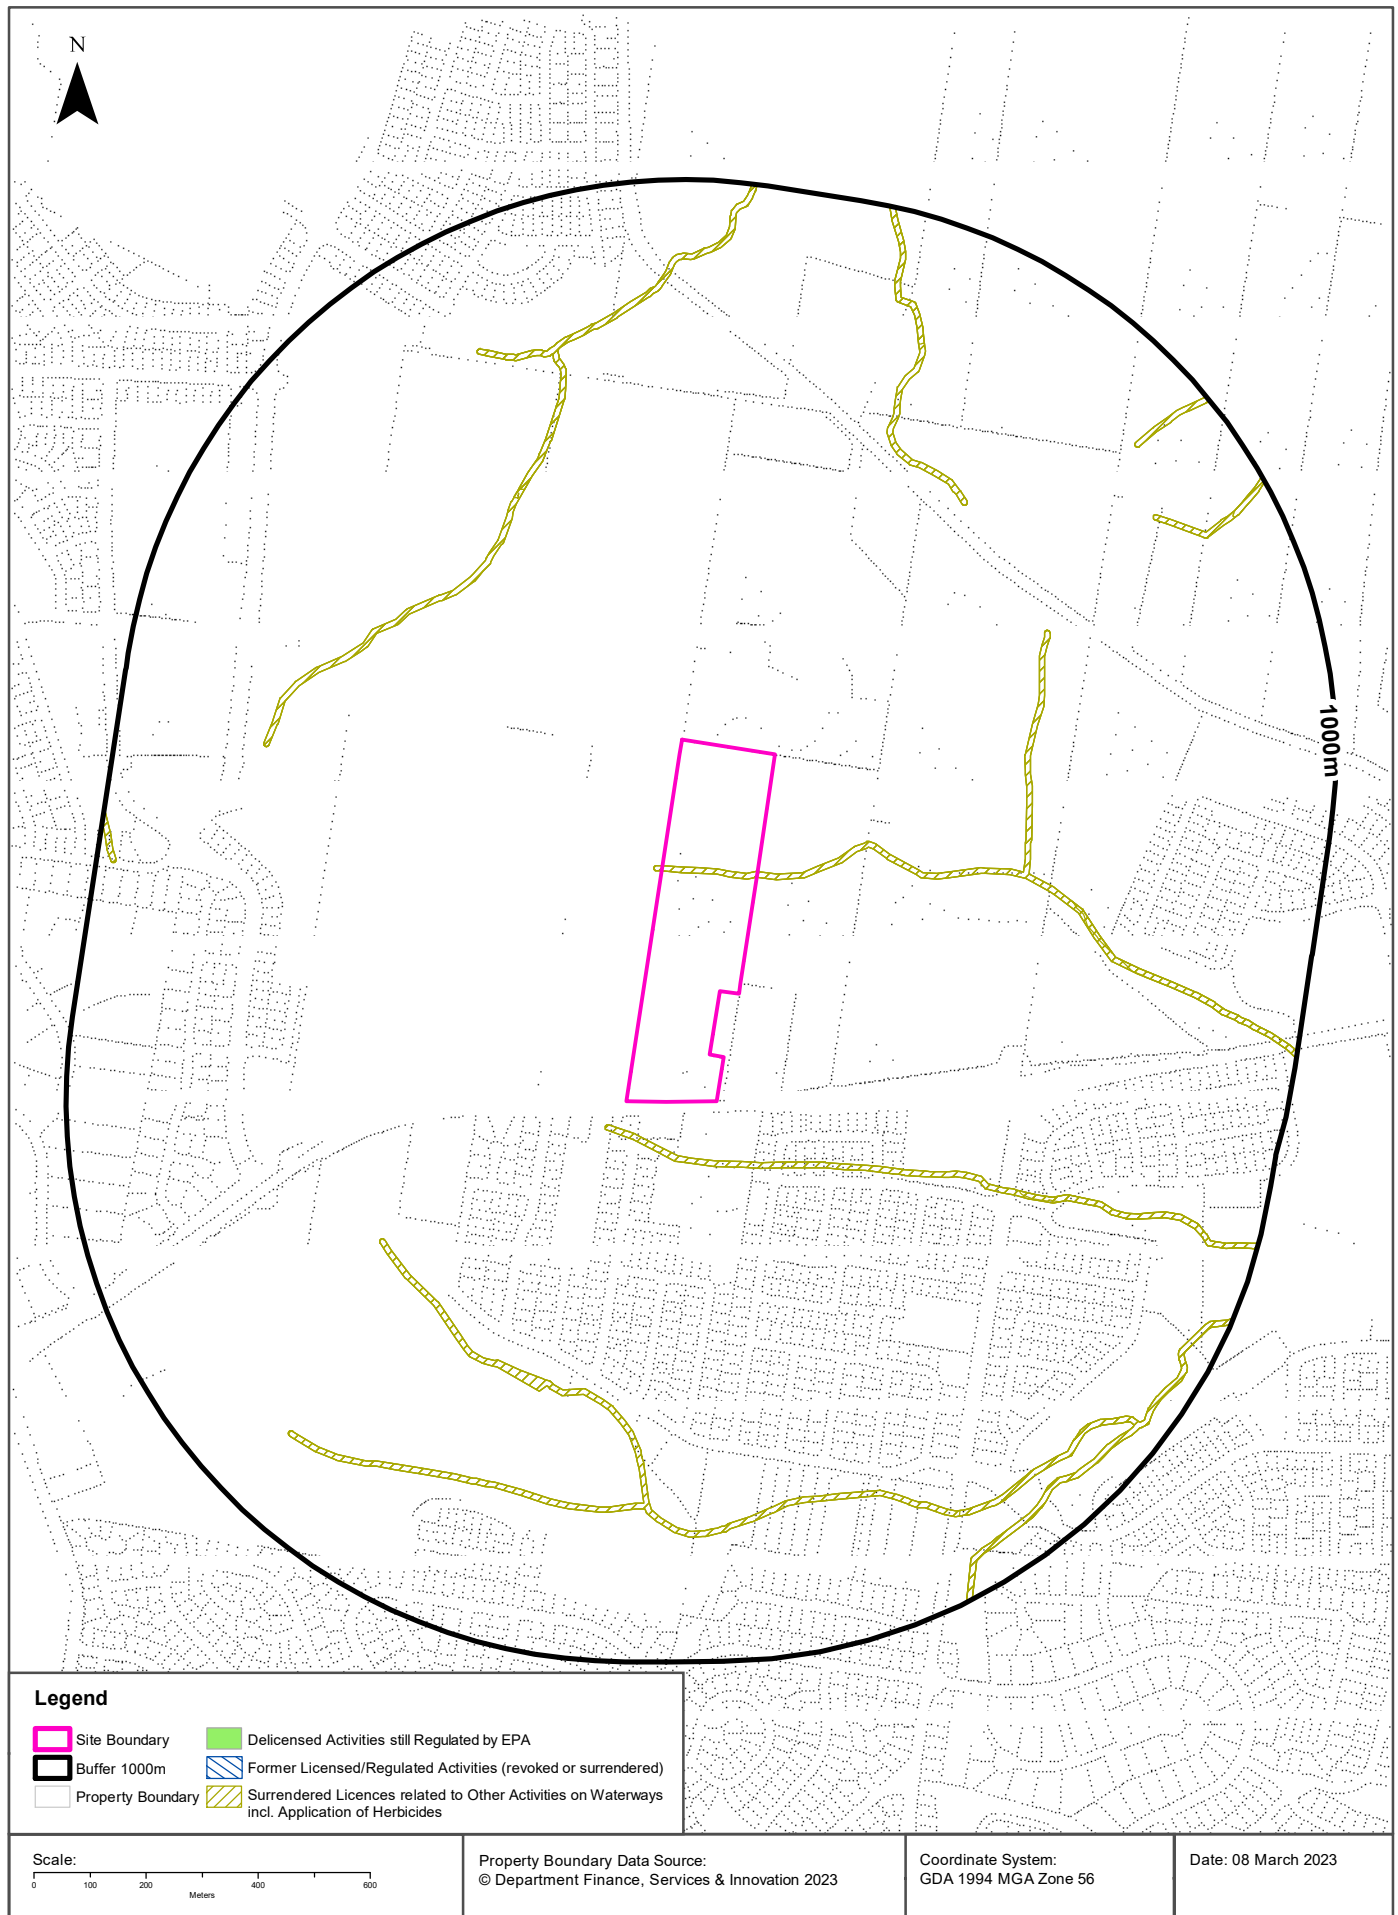 N
1000m
Legend
Site Boundary
Buffer 1000m
Property Boundary
Delicensed Activities still Regulated by EPA
Former Licensed/Regulated Activities (revoked or surrendered)
Surrendered Licences related to Other Activities on Waterways
incl. Application of Herbicides
Scale:
0 100 200 400 600
Meters
Property Boundary Data Source:
© Department Finance, Services & Innovation 2023
Coordinate System:
GDA 1994 MGA Zone 56
Date: 08 March 2023